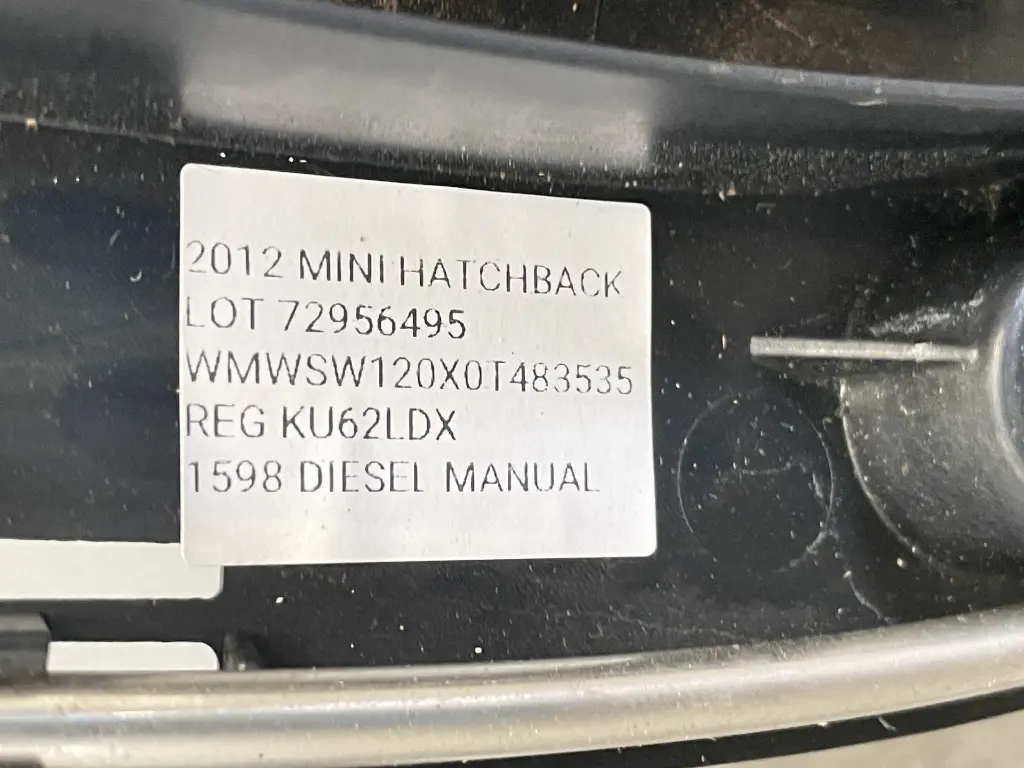 2012 MINI HATCHBACK
LOT 72956495
WMWSW120X0T483535
REG KU62LDX
1598 DIESEL MANUAL